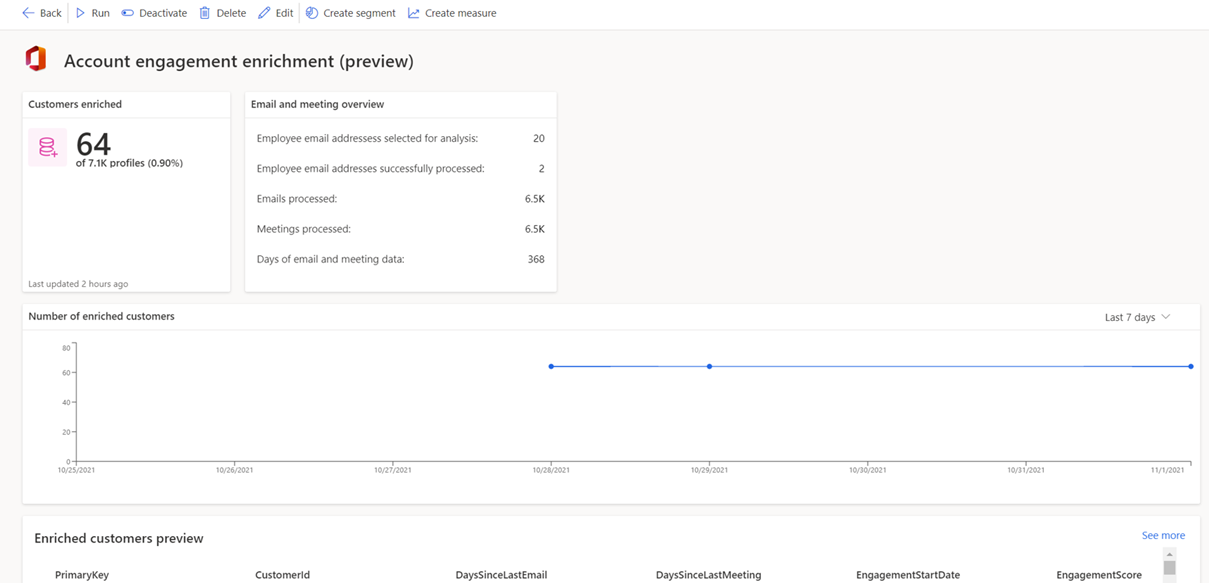 Back Run Deactivate Delete Edit Create segment Create measure
Account engagement enrichment (preview)
Customers enriched
64
of 7.1K profiles (0.90%)
Last updated 2 hours ago
Email and meeting overview
Employee email addressess selected for analysis: 20
Employee email addresses successfully processed: 2
Emails processed: 6.5K
Meetings processed: 6.5K
Days of email and meeting data: 368
Number of enriched customers
Last 7 days
80
60
40
20
0
10/25/2021 10/26/2021 10/27/2021 10/28/2021 10/29/2021 10/30/2021 10/31/2021 11/1/2021
Enriched customers preview
See more
PrimaryKey CustomerId DaysSinceLastEmail DaysSinceLastMeeting EngagementStartDate EngagementScore